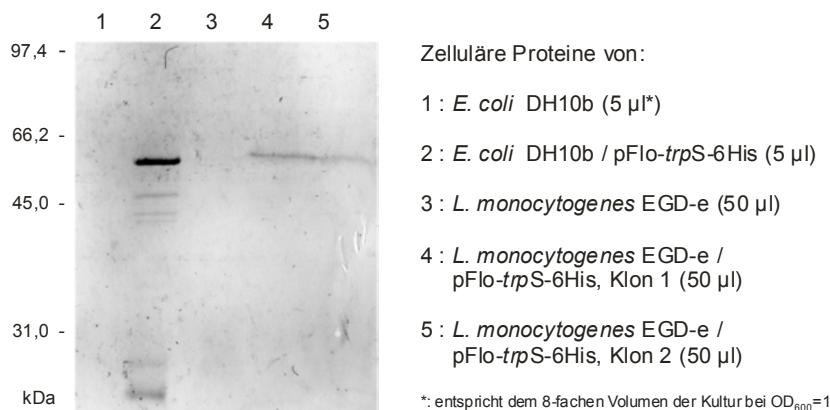 1 2 3 4 5
97,4 -
66,2 -
45,0 -
31,0 -
kDa
Zelluläre Proteine von:
1 : E. coli DH10b (5 µl*)
2 : E. coli DH10b / pFlo-trpS-6His (5 µl)
3 : L. monocytogenes EGD-e (50 µl)
4 : L. monocytogenes EGD-e /
pFlo-trpS-6His, Klon 1 (50 µl)
5 : L. monocytogenes EGD-e /
pFlo-trpS-6His, Klon 2 (50 µl)
*: entspricht dem 8-fachen Volumen der Kultur bei OD600=1